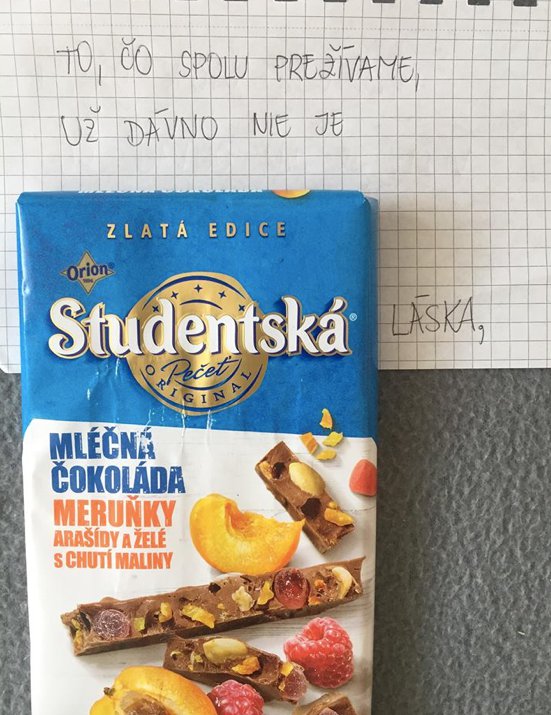 TO, ČO SPOLU PREŽÍVAME,
UŽ DÁVNO NIE JE
ZLATÁ EDICE
Orion®
1896
Studentská®
Pečeť
ORIGINAL
LÁSKA,
MLÉČNÁ
ČOKOLÁDA
MERUŇKY
ARAŠÍDY A ŽELÉ
S CHUTÍ MALINY